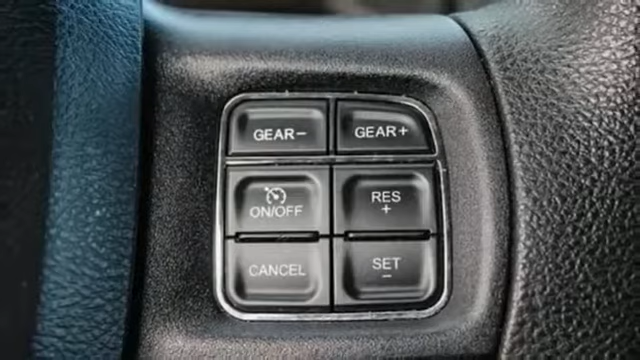 GEAR−
GEAR+
ON/OFF
RES
+
CANCEL
SET
−